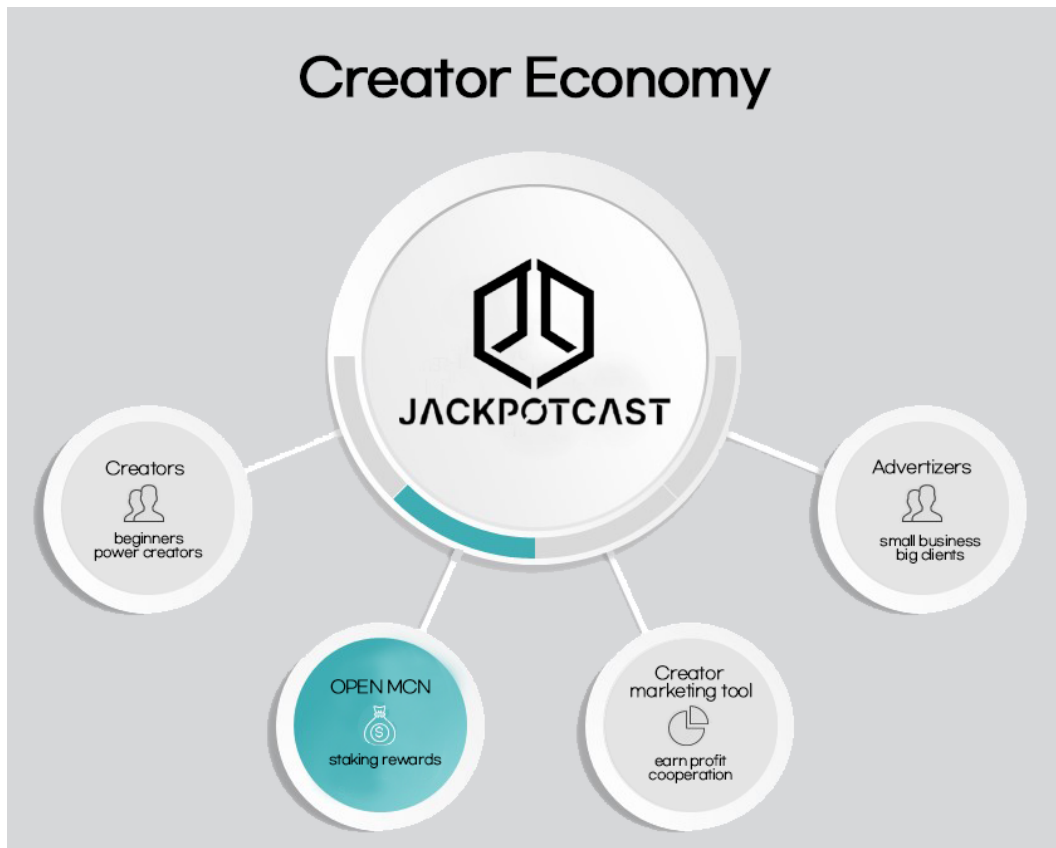 Creator Economy
JACKPOTCAST
Creators
beginners
power creators
OPEN MCN
staking rewards
Creator
marketing tool
earn profit
cooperation
Advertizers
small business
big clients